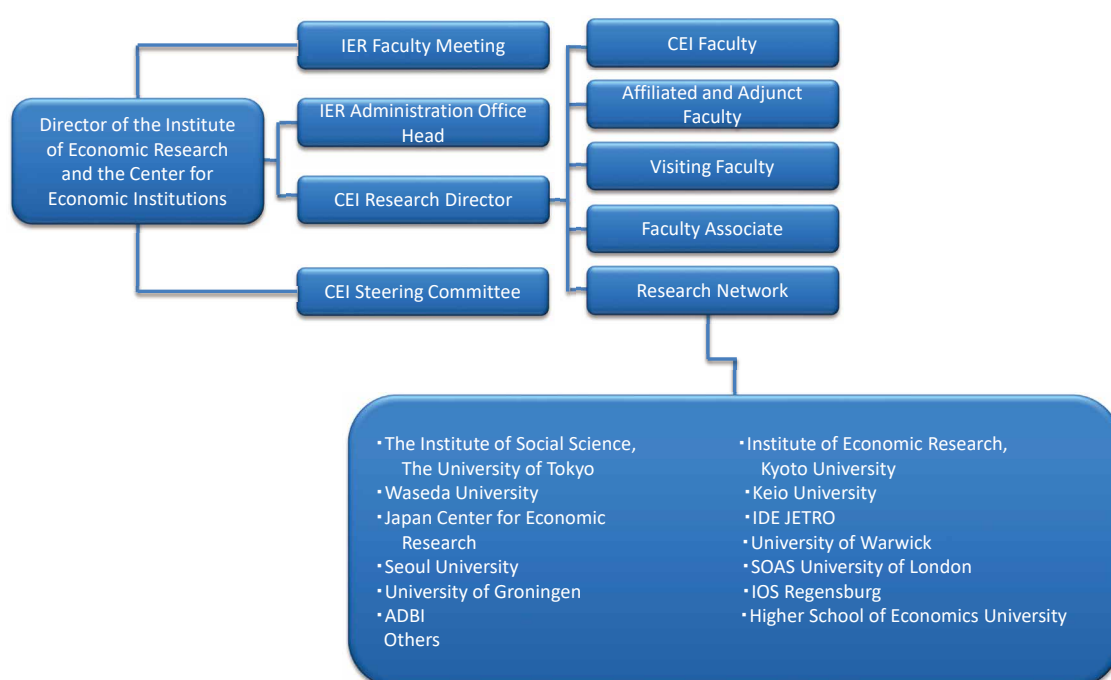 Director of the Institute
of Economic Research
and the Center for
Economic Institutions
IER Faculty Meeting
IER Administration Office
Head
CEI Research Director
CEI Steering Committee
CEI Faculty
Affiliated and Adjunct
Faculty
Visiting Faculty
Faculty Associate
Research Network
・The Institute of Social Science,
The University of Tokyo
・Waseda University
・Japan Center for Economic
Research
・Seoul University
・University of Groningen
・ADBI
Others
・Institute of Economic Research,
Kyoto University
・Keio University
・IDE JETRO
・University of Warwick
・SOAS University of London
・IOS Regensburg
・Higher School of Economics University